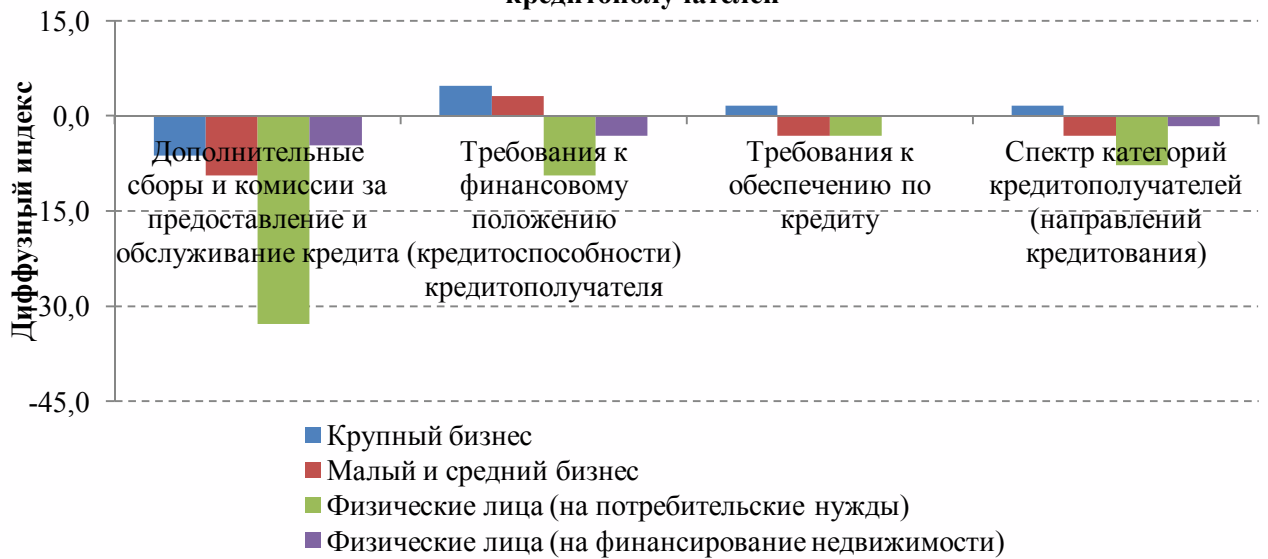 кредитополучателей
15,0
0,0
-15,0
-30,0
-45,0
Диффузный индекс
Дополнительные
сборы и комиссии за
предоставление и
обслуживание кредита
Требования к
финансовому
положению
(кредитоспособности)
кредитополучателя
Требования к
обеспечению по
кредиту
Спектр категорий
кредитополучателей
(направлений
кредитования)
Крупный бизнес
Малый и средний бизнес
Физические лица (на потребительские нужды)
Физические лица (на финансирование недвижимости)